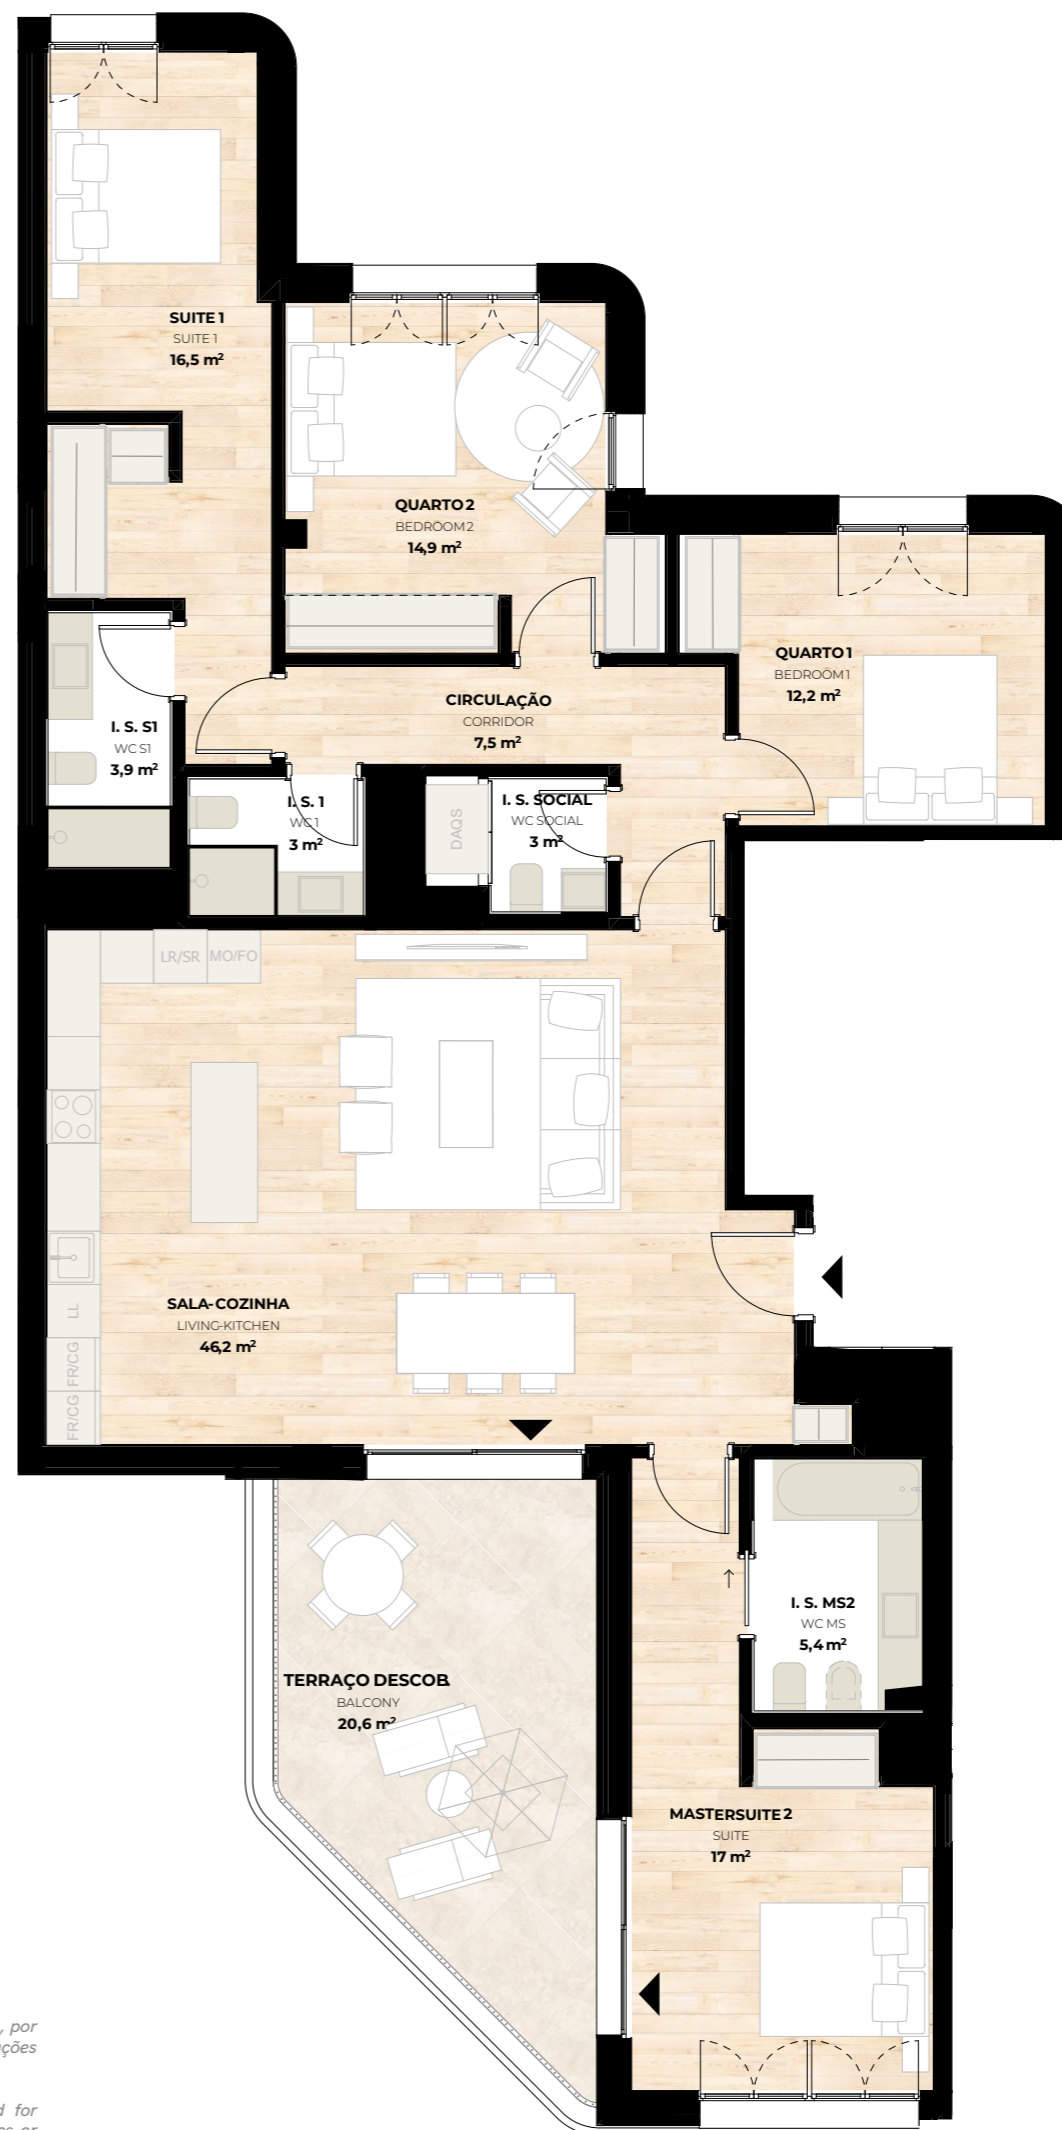 SUITE 1
SUITE 1
16,5 m²
QUARTO 2
BEDROOM 2
14,9 m²
QUARTO 1
BEDROOM 1
12,2 m²
CIRCULAÇÃO
CORRIDOR
7,5 m²
I. S. S1
WC S1
3,9 m²
I. S. 1
WC 1
3 m²
DAQS
I. S. SOCIAL
WC SOCIAL
3 m²
LR/SR
MO/FO
SALA-COZINHA
LIVING-KITCHEN
46,2 m²
LL
FR/CG
FR/CG
I. S. MS2
WC MS
5,4 m²
TERRAÇO DESCOB.
BALCONY
20,6 m²
MASTERSUITE 2
SUITE
17 m²
, por
ções
for